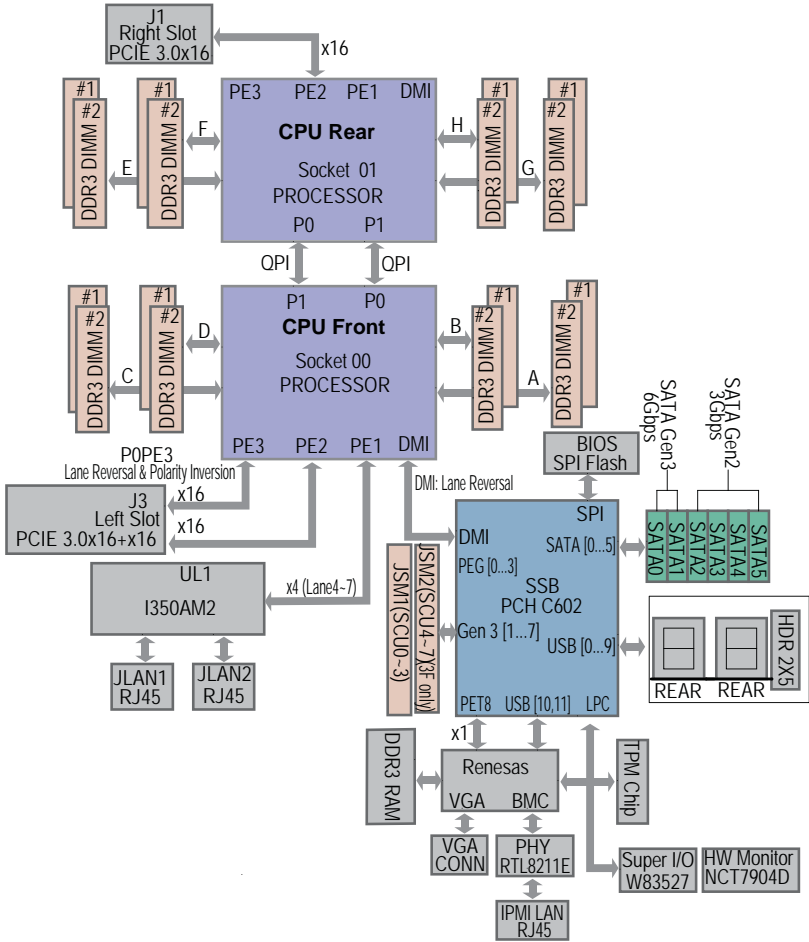 J1
Right Slot
PCIE 3.0x16
x16
PE3 PE2 PE1 DMI
CPU Rear
Socket 01
PROCESSOR
P0 P1
#1
#2
DDR3 DIMM
#1
#2
DDR3 DIMM
E
F
H
G
#1
#2
DDR3 DIMM
#1
#2
DDR3 DIMM
QPI
QPI
P1 P0
CPU Front
Socket 00
PROCESSOR
PE3 PE2 PE1 DMI
#1
#2
DDR3 DIMM
#1
#2
DDR3 DIMM
C
D
B
A
#1
#2
DDR3 DIMM
#1
#2
DDR3 DIMM
P0PE3
Lane Reversal & Polarity Inversion
x16
x16
J3
Left Slot
PCIE 3.0x16+x16
UL1
I350AM2
x4 (Lane4~7)
JLAN1
RJ45
JLAN2
RJ45
DMI: Lane Reversal
BIOS
SPI Flash
SATA Gen3
6Gbps
SATA Gen2
3Gbps
SATA0
SATA1
SATA2
SATA3
SATA4
SATA5
SPI
DMI
SATA [0...5]
PEG [0...3]
SSB
PCH C602
Gen 3 [1...7]
USB [0...9]
PET8 USB [10,11] LPC
JSM1(SCU0~3)
JSM2(SCU4~7)(3F only)
REAR
REAR
HDR 2X5
x1
DDR3 RAM
Renesas
VGA BMC
TPM Chip
VGA
CONN
PHY
RTL8211E
IPMI LAN
RJ45
Super I/O
W83527
HW Monitor
NCT7904D